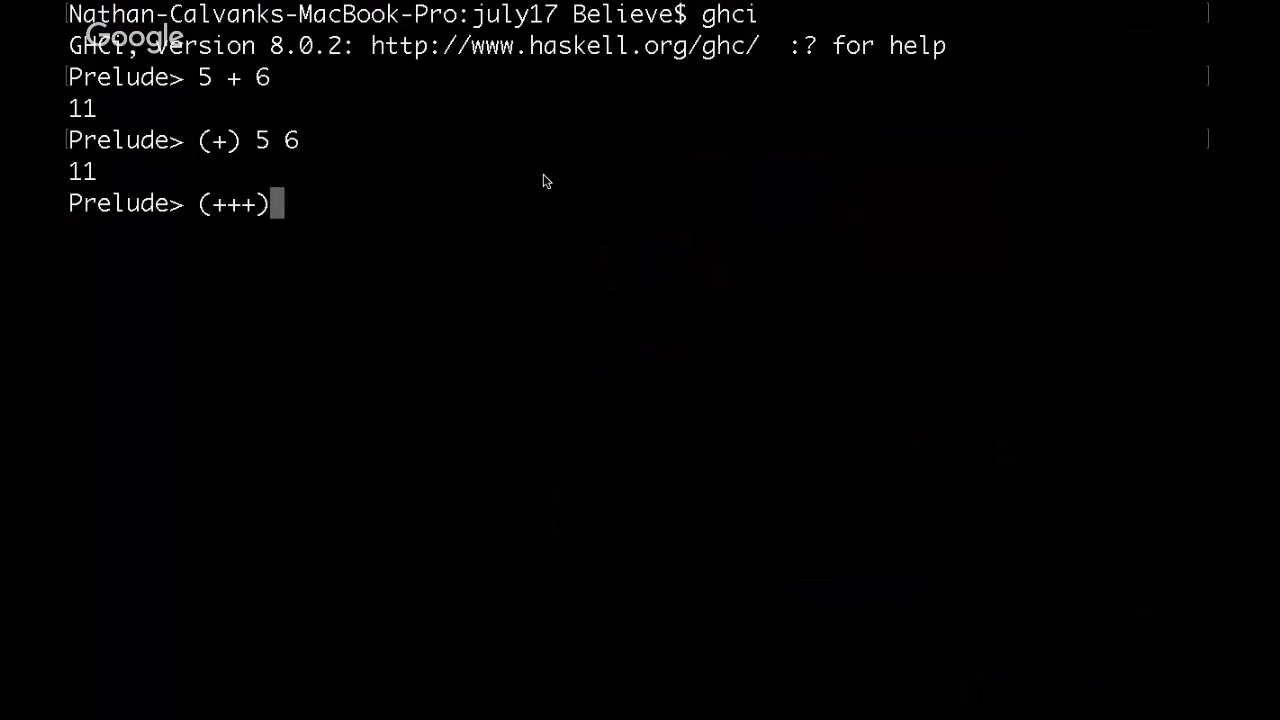 Nathan-Calvanks-MacBook-Pro:july17 Believe$ ghci
Google
GHCi, version 8.0.2: http://www.haskell.org/ghc/  :? for help
Prelude> 5 + 6
11
Prelude> (+) 5 6
11
Prelude> (+++)